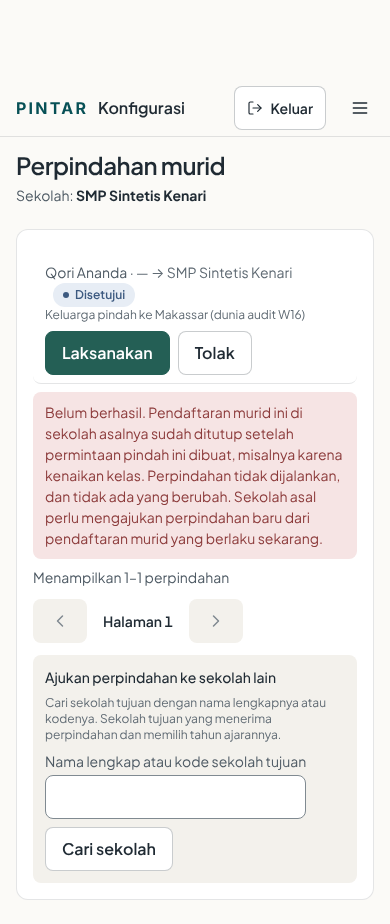 PINTAR Konfigurasi Keluar
Perpindahan murid
Sekolah: SMP Sintetis Kenari
Qori Ananda · — → SMP Sintetis Kenari
Disetujui
Keluarga pindah ke Makassar (dunia audit W16)
Laksanakan Tolak
Belum berhasil. Pendaftaran murid ini di
sekolah asalnya sudah ditutup setelah
permintaan pindah ini dibuat, misalnya karena
kenaikan kelas. Perpindahan tidak dijalankan,
dan tidak ada yang berubah. Sekolah asal
perlu mengajukan perpindahan baru dari
pendaftaran murid yang berlaku sekarang.
Menampilkan 1–1 perpindahan
Halaman 1
Ajukan perpindahan ke sekolah lain
Cari sekolah tujuan dengan nama lengkapnya atau
kodenya. Sekolah tujuan yang menerima
perpindahan dan memilih tahun ajarannya.
Nama lengkap atau kode sekolah tujuan
Cari sekolah